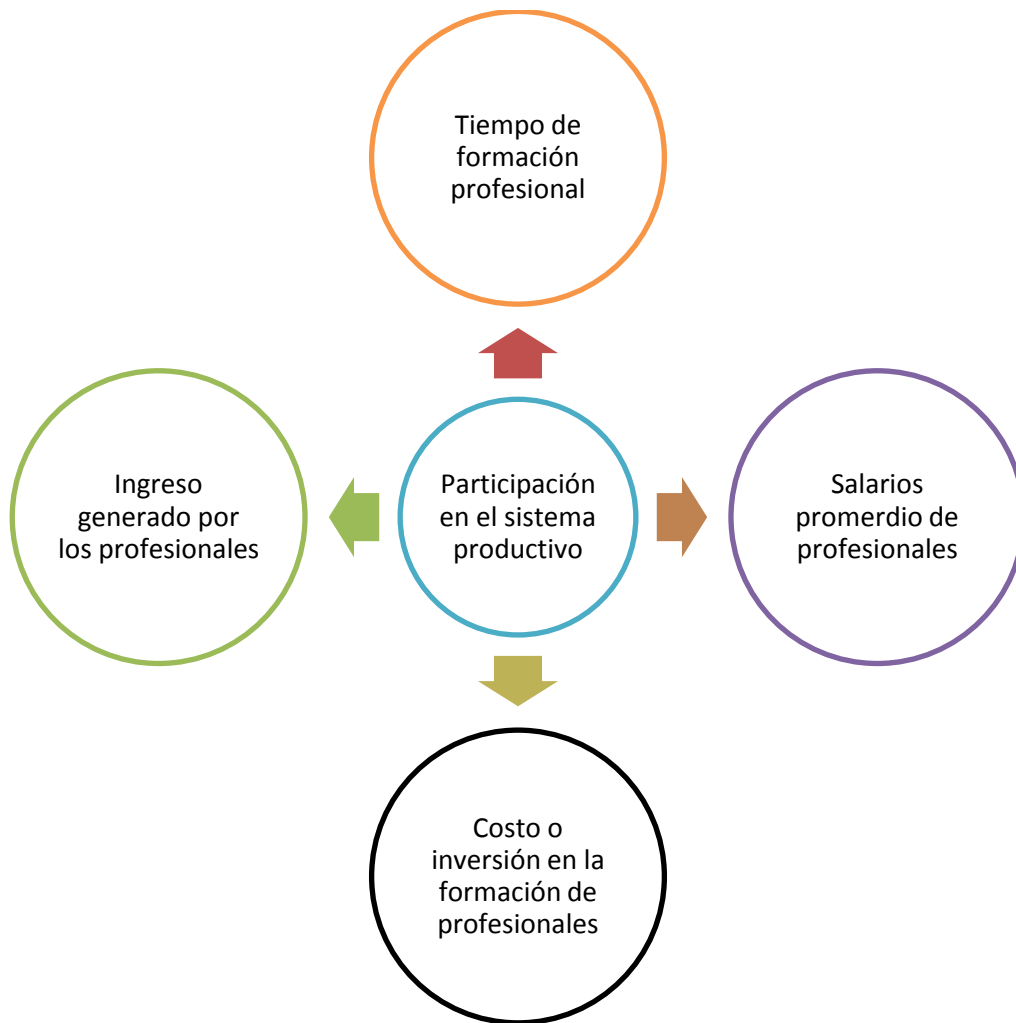 Tiempo de
formación
profesional
Ingreso
generado por
los profesionales
Participación
en el sistema
productivo
Salarios
promerdio de
profesionales
Costo o
inversión en la
formación de
profesionales